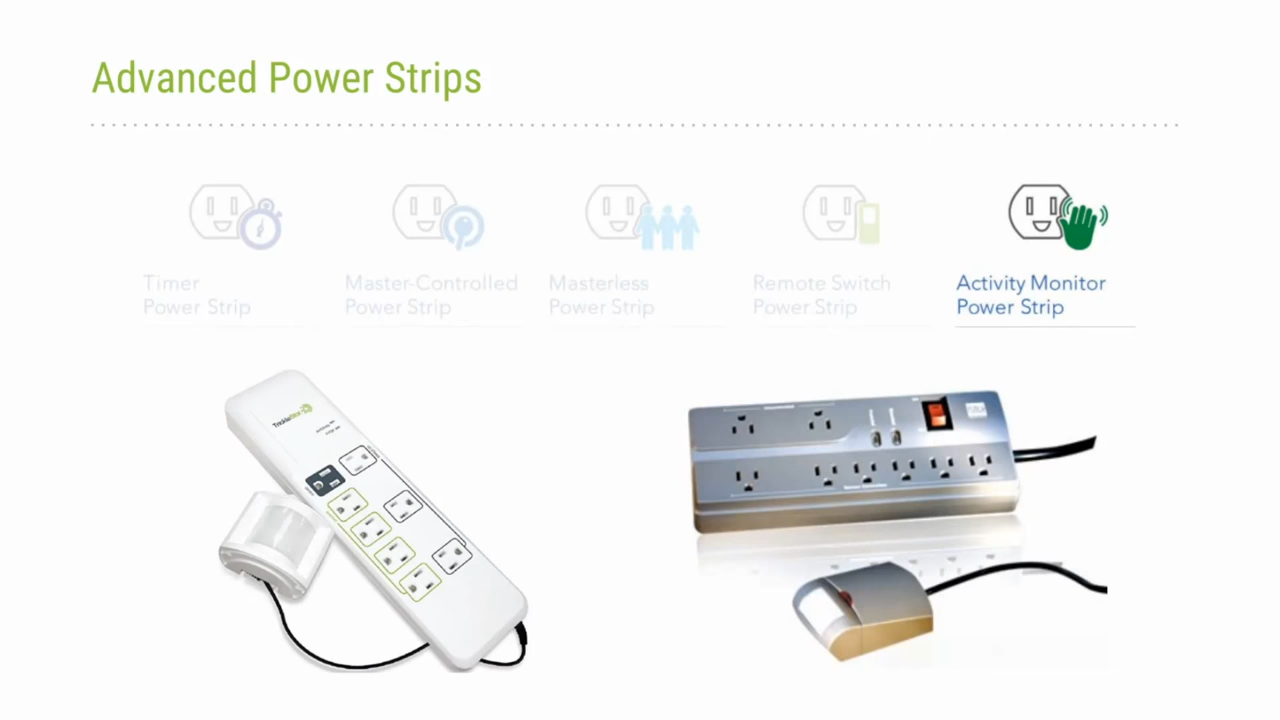 Advanced Power Strips
Timer
Power Strip
Master-Controlled
Power Strip
Masterless
Power Strip
Remote Switch
Power Strip
Activity Monitor
Power Strip